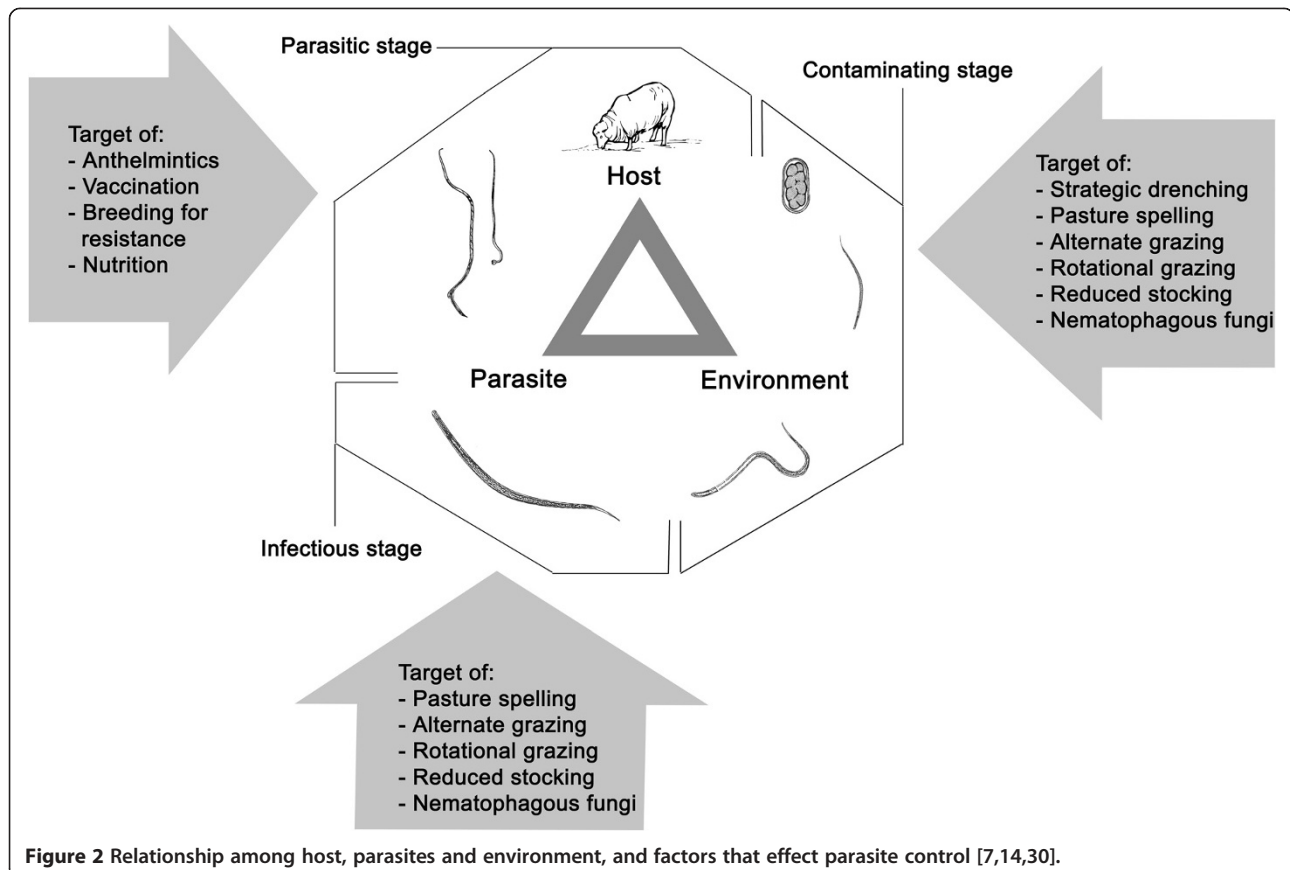 Parasitic stage
Contaminating stage
Target of:
- Anthelmintics
- Vaccination
- Breeding for
resistance
- Nutrition
Host
Target of:
- Strategic drenching
- Pasture spelling
- Alternate grazing
- Rotational grazing
- Reduced stocking
- Nematophagous fungi
Parasite
Environment
Infectious stage
Target of:
- Pasture spelling
- Alternate grazing
- Rotational grazing
- Reduced stocking
- Nematophagous fungi
Figure 2 Relationship among host, parasites and environment, and factors that effect parasite control [7,14,30].